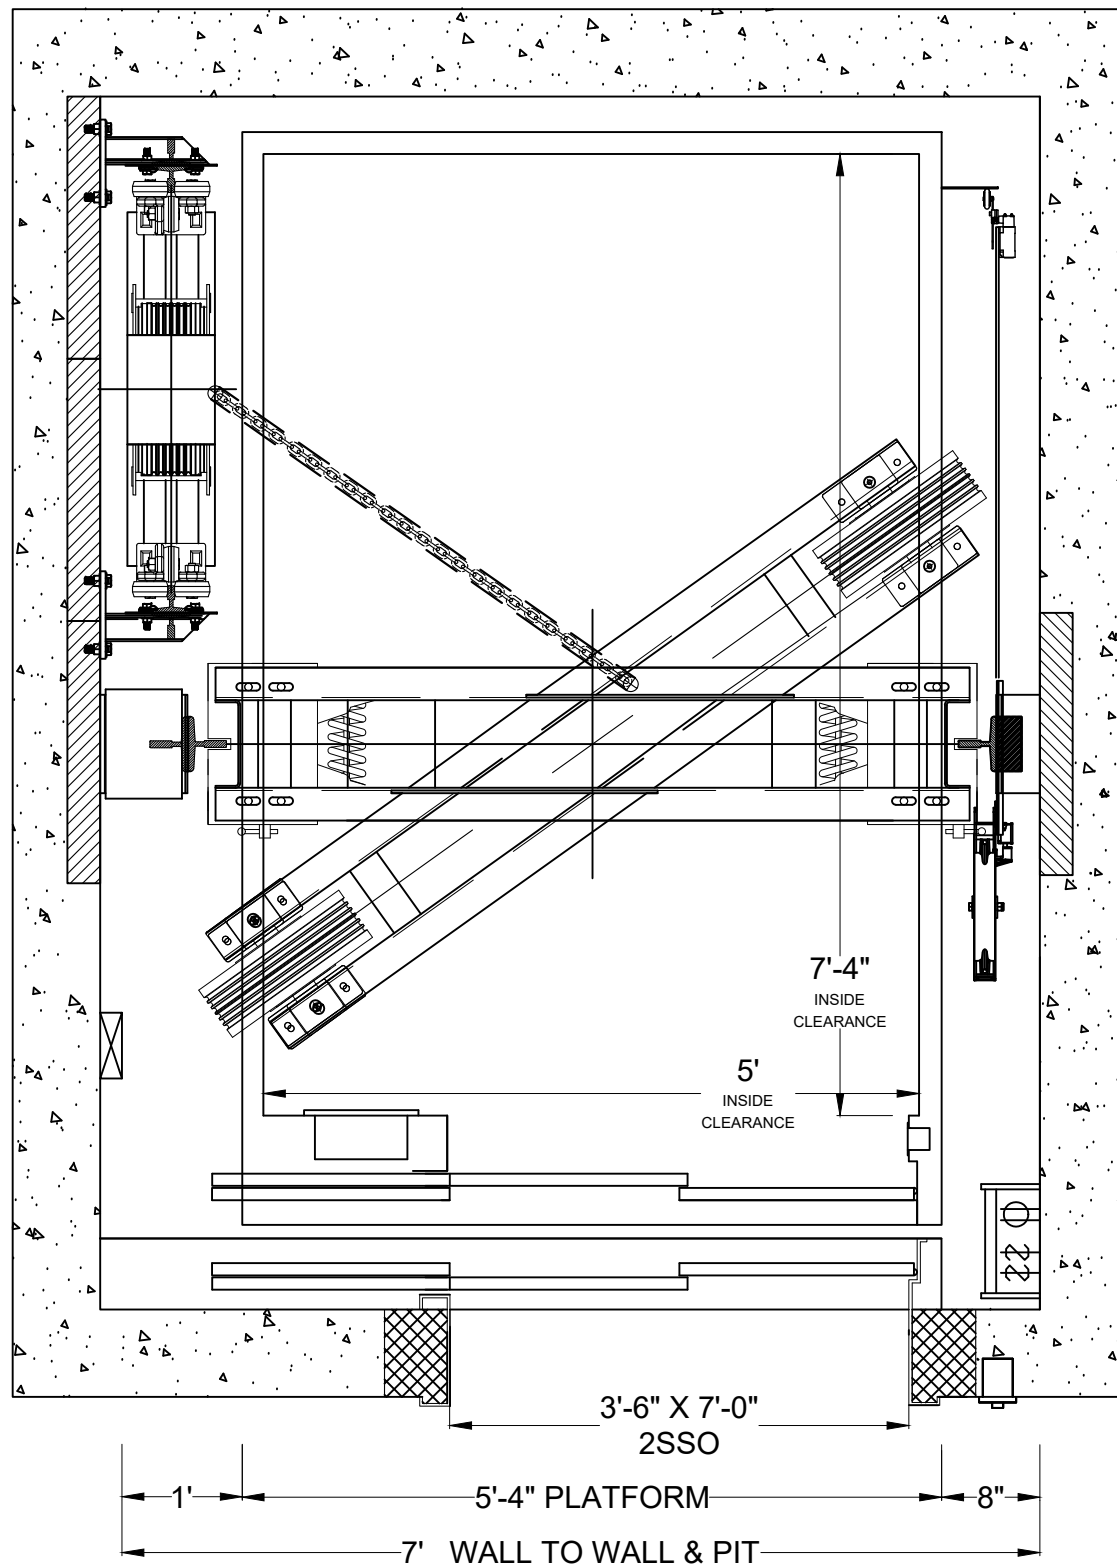 7'-4"
INSIDE
CLEARANCE
5'
INSIDE
CLEARANCE
3'-6" X 7'-0"
2SSO
1'
5'-4" PLATFORM
8"
7' WALL TO WALL & PIT